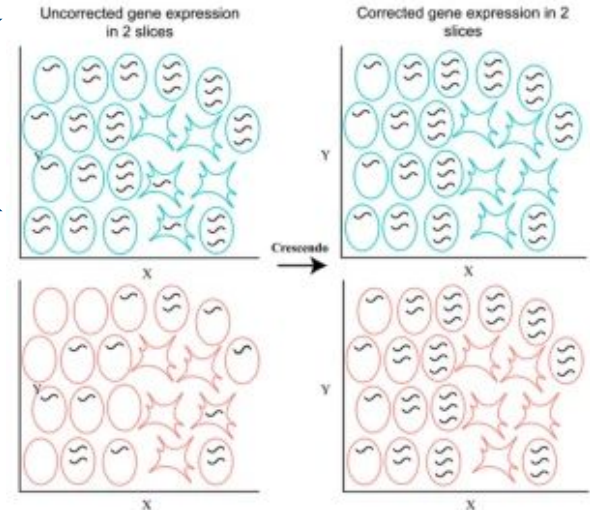 Uncorrected gene expression
in 2 slices
Corrected gene expression in 2
slices
Y
X
Y
X
Crescendo
Y
X
Y
X